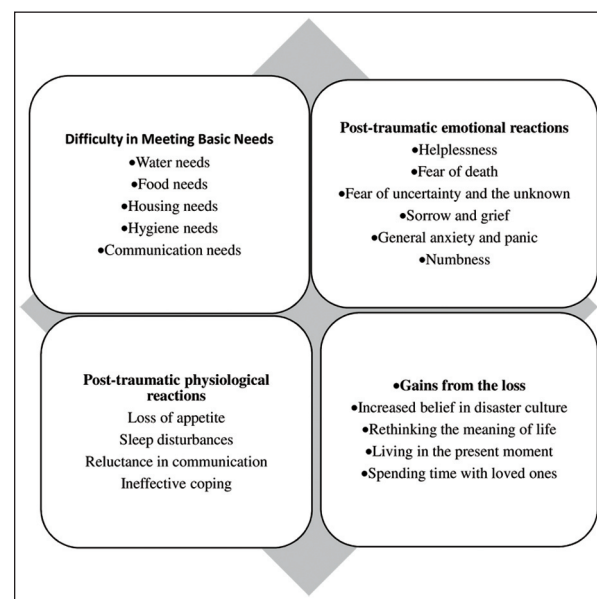 Difficulty in Meeting Basic Needs
•Water needs
•Food needs
•Housing needs
•Hygiene needs
•Communication needs
Post-traumatic emotional reactions
•Helplessness
•Fear of death
•Fear of uncertainty and the unknown
•Sorrow and grief
•General anxiety and panic
•Numbness
Post-traumatic physiological
reactions
Loss of appetite
Sleep disturbances
Reluctance in communication
Ineffective coping
•Gains from the loss
•Increased belief in disaster culture
•Rethinking the meaning of life
•Living in the present moment
•Spending time with loved ones